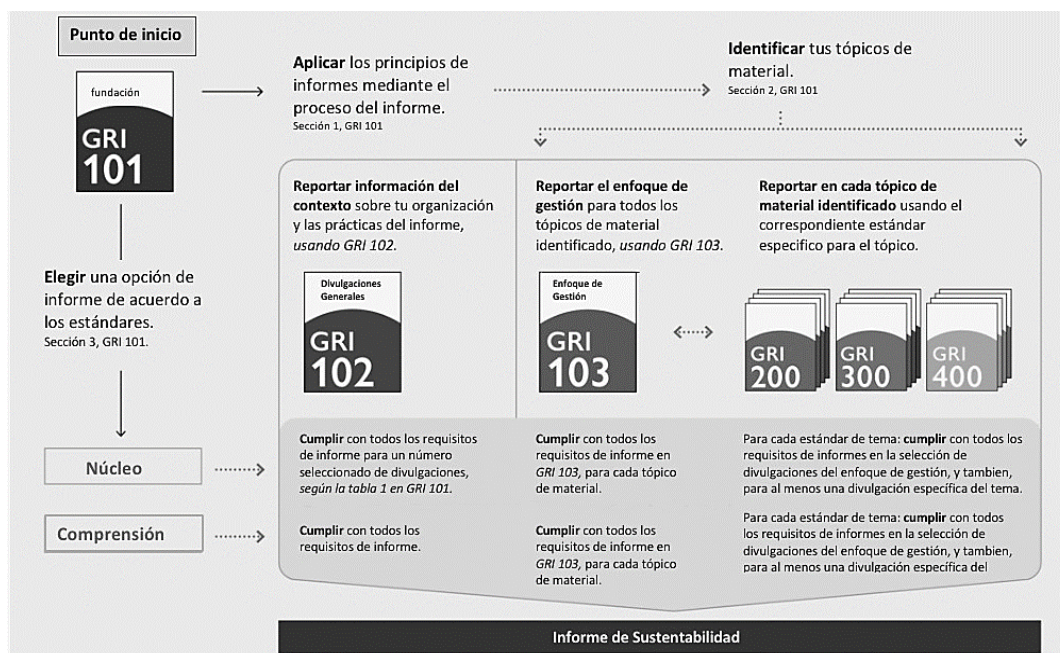 Punto de inicio
fundación
GRI
101
Aplicar los principios de
informes mediante el
proceso del informe.
Sección 1, GRI 101
Identificar tus tópicos de
material.
Sección 2, GRI 101
Elegir una opción de
informe de acuerdo a
los estándares.
Sección 3, GRI 101.
Reportar información del
contexto sobre tu organización
y las prácticas del informe,
usando GRI 102.
Divulgaciones
Generales
GRI
102
Reportar el enfoque de
gestión para todos los
tópicos de material
identificado, usando GRI 103.
Enfoque de
Gestión
GRI
103
Reportar en cada tópico de
material identificado usando el
correspondiente estándar
especifico para el tópico.
GRI
200
GRI
300
GRI
400
Núcleo
Cumplir con todos los requisitos
de informe para un número
seleccionado de divulgaciones,
según la tabla 1 en GRI 101.
Cumplir con todos los
requisitos de informe en
GRI 103, para cada tópico
de material.
Para cada estándar de tema: cumplir con todos los
requisitos de informes en la selección de
divulgaciones del enfoque de gestión, y tambien,
para al menos una divulgación específica del tema.
Comprensión
Cumplir con todos los
requisitos de informe.
Cumplir con todos los
requisitos de informe en
GRI 103, para cada tópico
de material.
Para cada estándar de tema: cumplir con todos
los requisitos de informes en la selección de
divulgaciones del enfoque de gestión, y tambien,
para al menos una divulgación específica del
Informe de Sustentabilidad